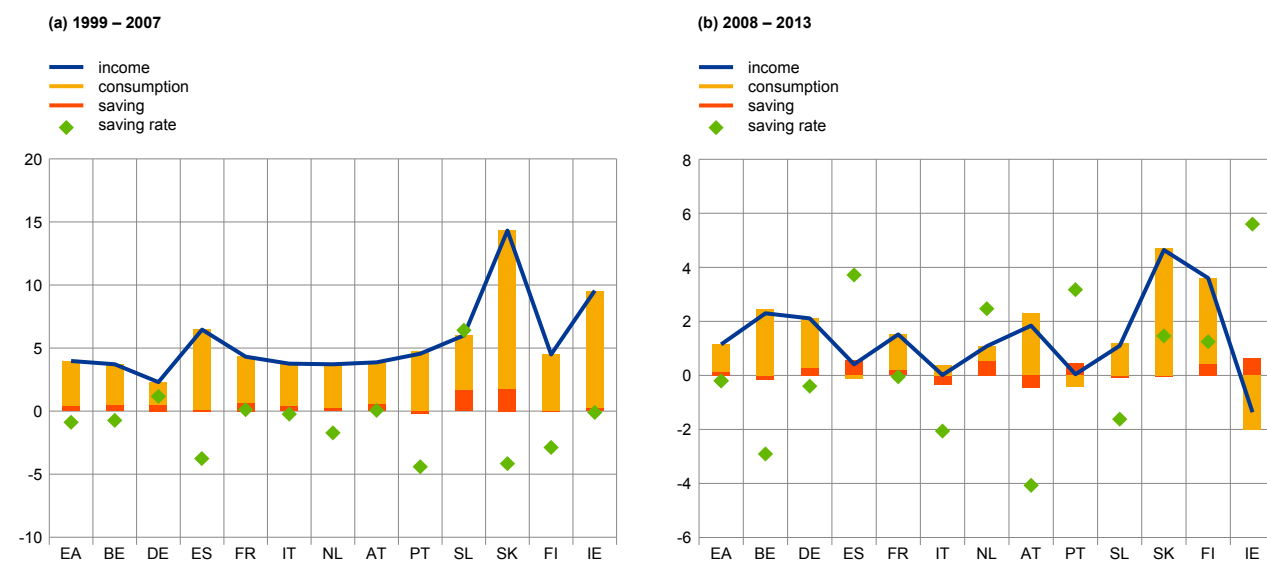 (a) 1999 – 2007
income
consumption
saving
saving rate
20
15
10
5
0
-5
-10
EA BE DE ES FR IT NL AT PT SL SK FI IE
(b) 2008 – 2013
income
consumption
saving
saving rate
8
6
4
2
0
-2
-4
-6
EA BE DE ES FR IT NL AT PT SL SK FI IE